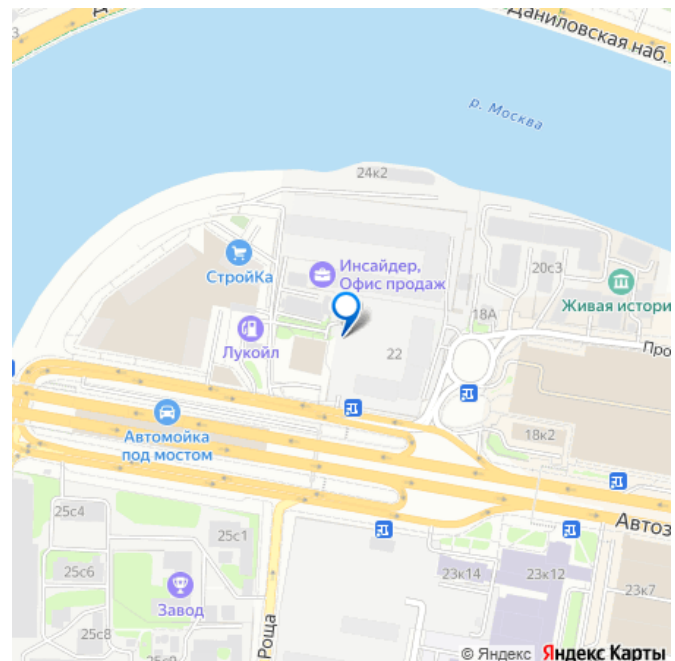 Даниловская наб.
р. Москва
24к2
СтройКа
Инсайдер,
Офис продаж
20с3
Живая истори
18А
Лукойл
22
Про
Автомойка
под мостом
18к2
25с4
25с1
Автоз
25с6
23к14
23к12
23к7
Завод
Роща
25с8
© Яндекс Яндекс Карты